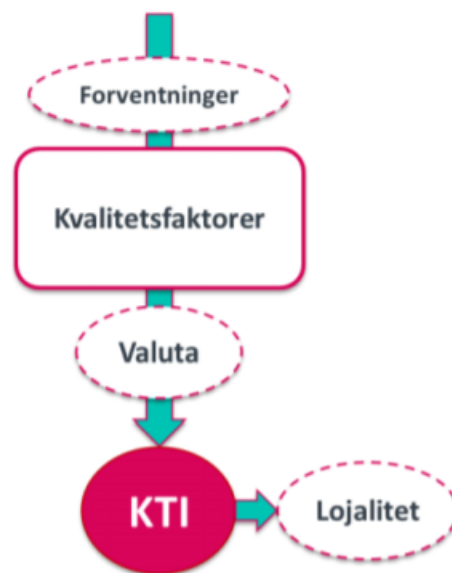 Forventninger
Kvalitetsfaktorer
Valuta
KTI
Lojalitet